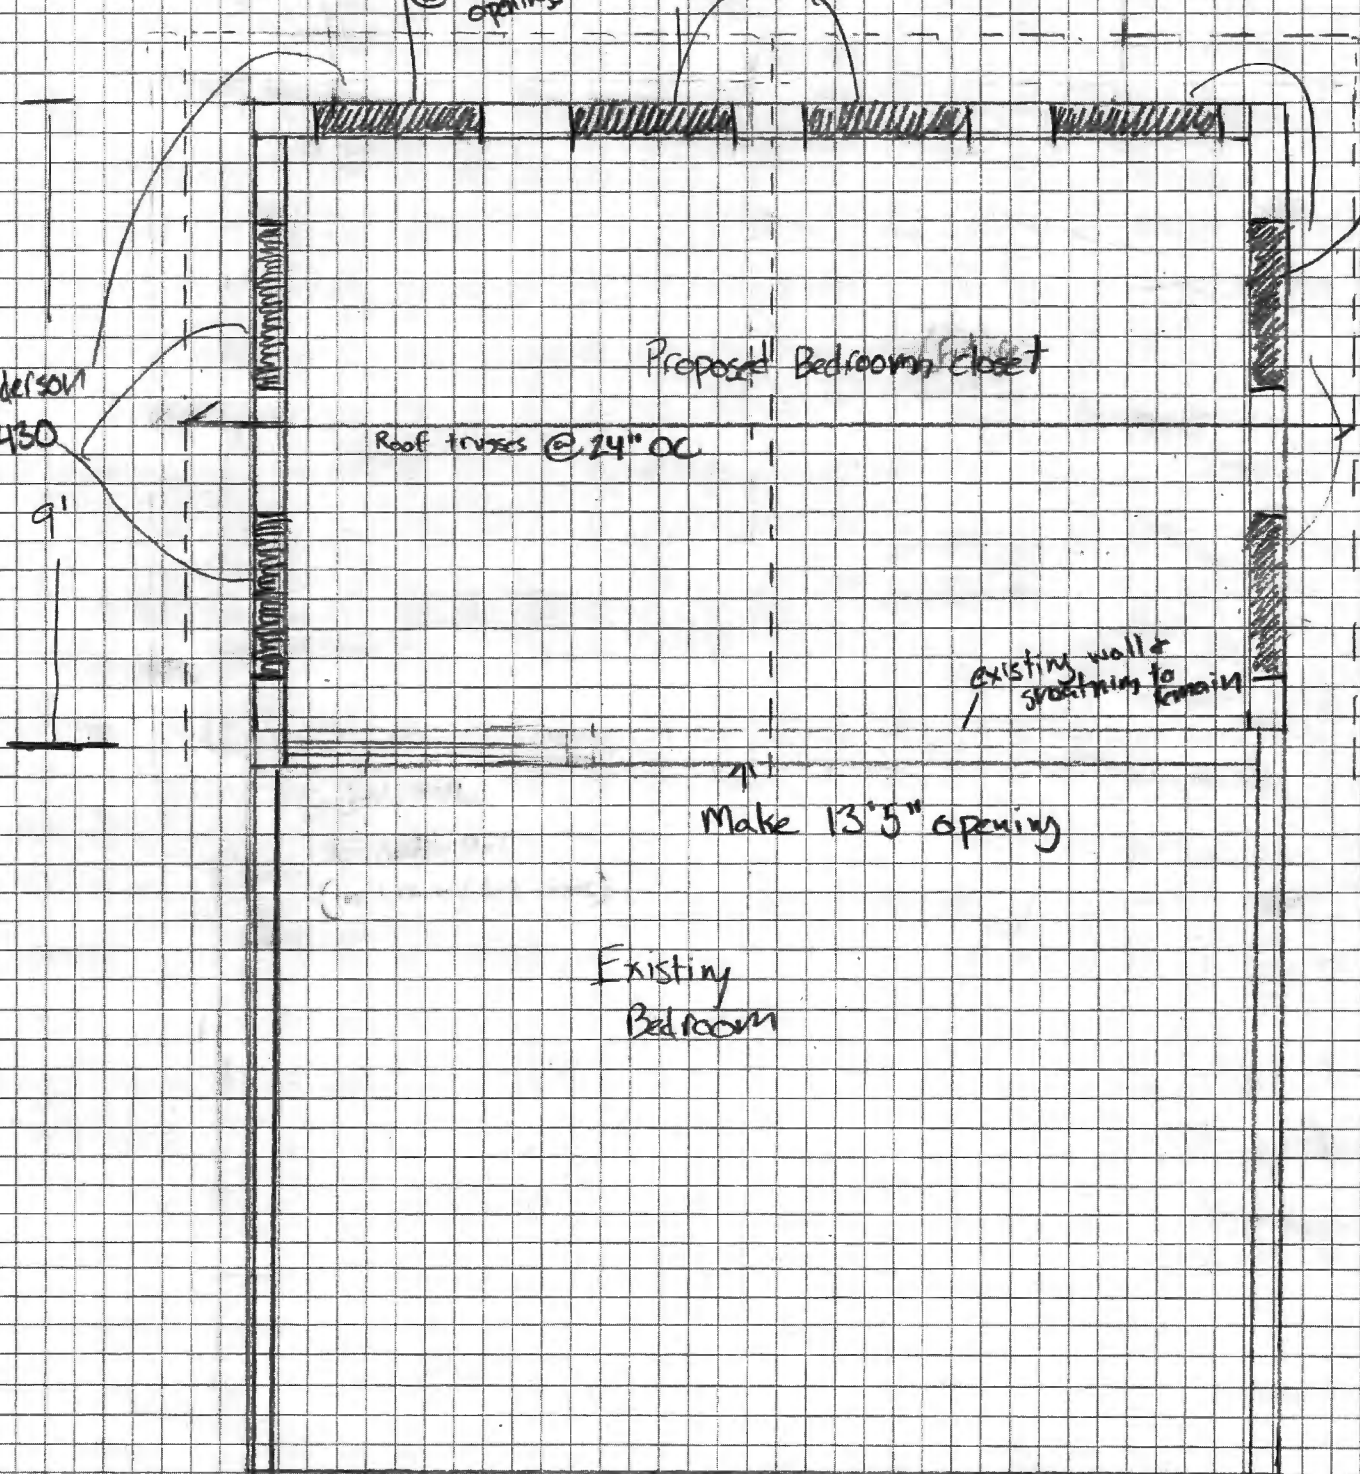 @
opening
derson
430
9'
Proposed Bedroom closet
Roof trusses @ 24" OC
existing wall &
to
remain
Make 13'5" opening
Existing
Bedroom